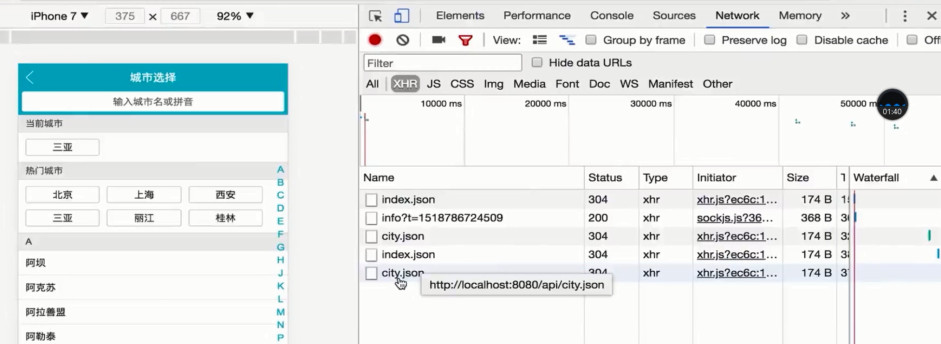 iPhone 7 ▼ 375 × 667 92% ▼
Elements Performance Console Sources Network Memory »
View: Group by frame Preserve log Disable cache Off
Filter Hide data URLs
All XHR JS CSS Img Media Font Doc WS Manifest Other
10000 ms 20000 ms 30000 ms 40000 ms 50000 m
01:40
Name Status Type Initiator Size T Waterfall
index.json 304 xhr xhr.js?ec6c:1... 174 B
info?t=1518786724509 200 xhr sockjs.js?36... 368 B
city.json 304 xhr xhr.js?ec6c:1... 174 B
index.json 304 xhr xhr.js?ec6c:1... 174 B
city.json 304 xhr xhr.js?ec6c:1... 174 B
http://localhost:8080/api/city.json
城市选择
输入城市名或拼音
当前城市
三亚
热门城市
北京 上海 西安
三亚 丽江 桂林
A
阿坝
阿克苏
阿拉善盟
阿勒泰
A
B
C
D
E
F
G
H
J
K
L
M
N
P